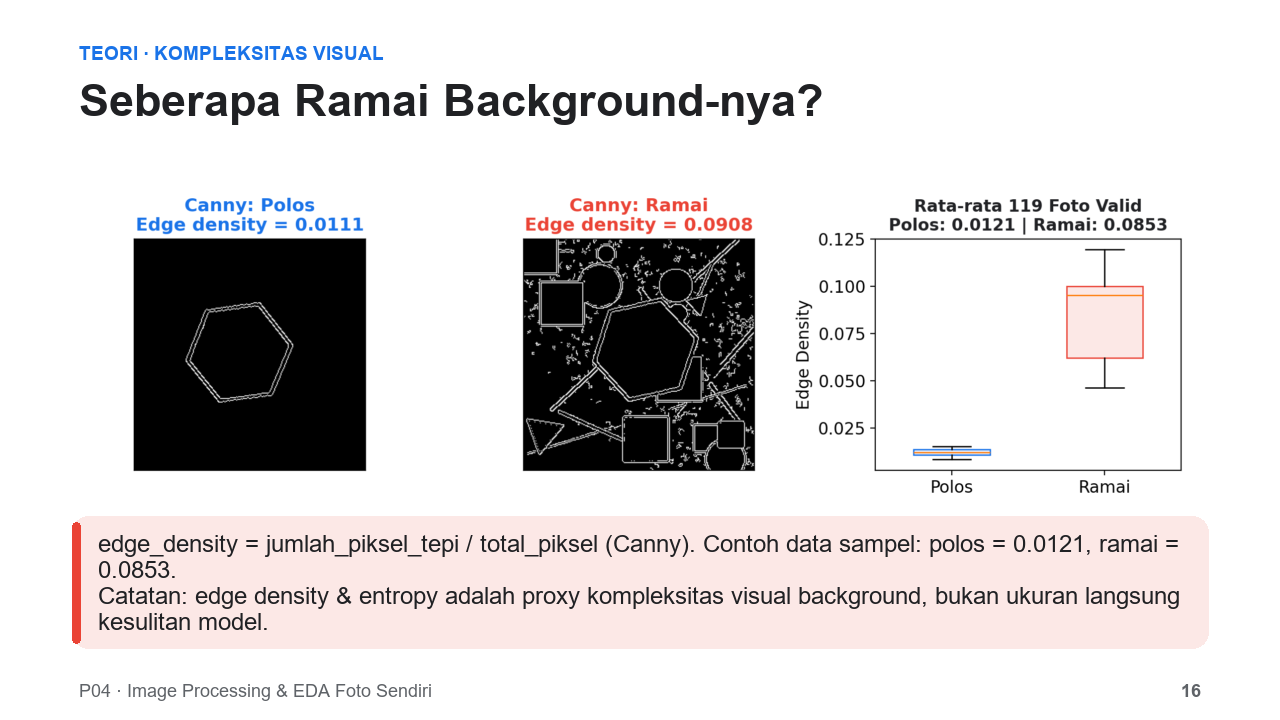 TEORI · KOMPLEKSITAS VISUAL
Seberapa Ramai Background-nya?
Canny: Polos
Edge density = 0.0111
Canny: Ramai
Edge density = 0.0908
Rata-rata 119 Foto Valid
Polos: 0.0121 | Ramai: 0.0853
Edge Density
0.125
0.100
0.075
0.050
0.025
Polos
Ramai
edge_density = jumlah_piksel_tepi / total_piksel (Canny). Contoh data sampel: polos = 0.0121, ramai =
0.0853.
Catatan: edge density & entropy adalah proxy kompleksitas visual background, bukan ukuran langsung
kesulitan model.
P04 · Image Processing & EDA Foto Sendiri
16